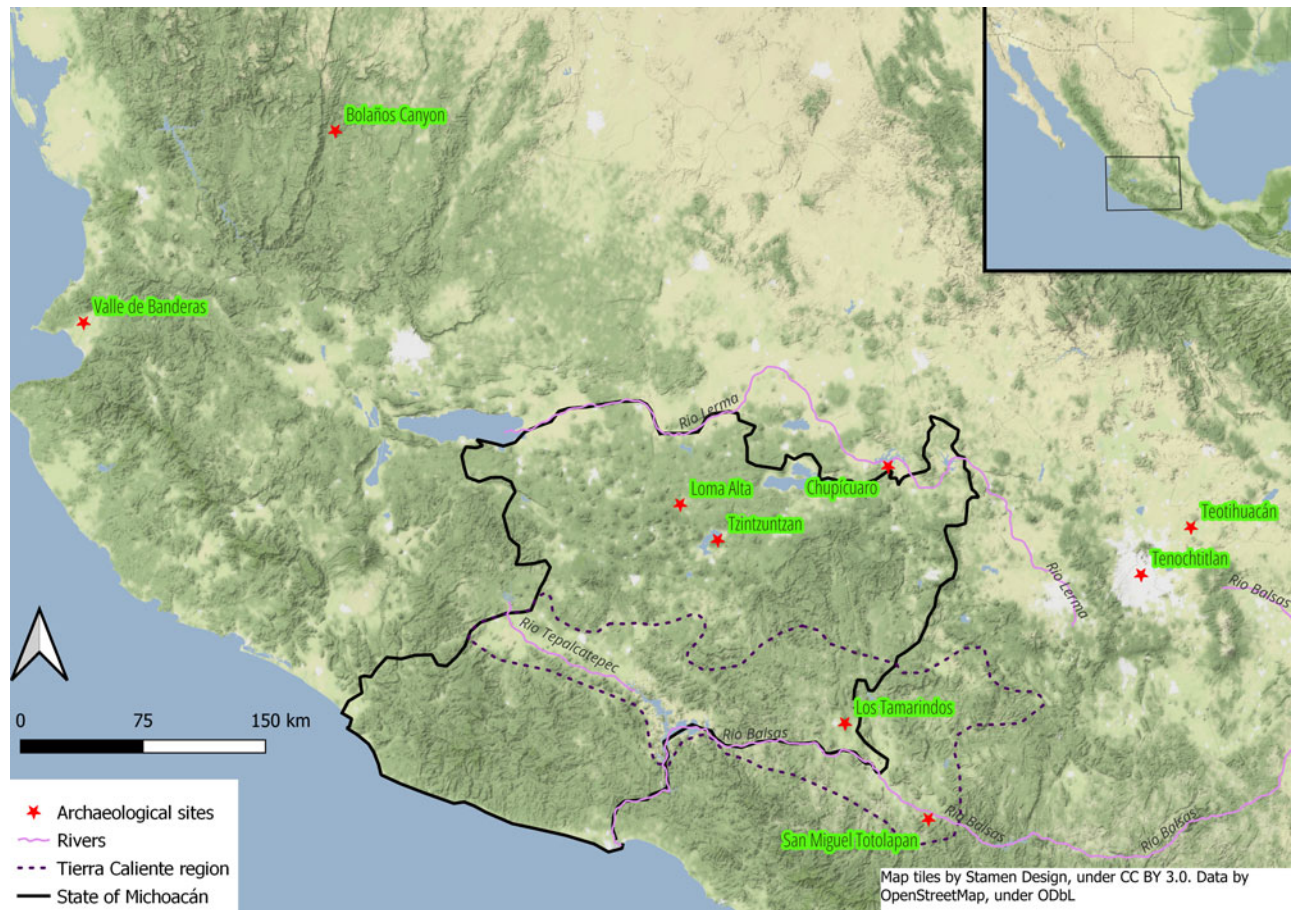 Bolaños Canyon
Valle de Banderas
Río Lerma
Loma Alta
Chupícuaro
Tzintzuntzan
Teotihuacán
Tenochtitlan
Río Lerma
Río Balsas
Río Tepalcatepec
Los Tamarindos
Río Balsas
San Miguel Totolapan
Río Balsas
Río Balsas
0 75 150 km
Archaeological sites
Rivers
Tierra Caliente region
State of Michoacán
Map tiles by Stamen Design, under CC BY 3.0. Data by
OpenStreetMap, under ODbL